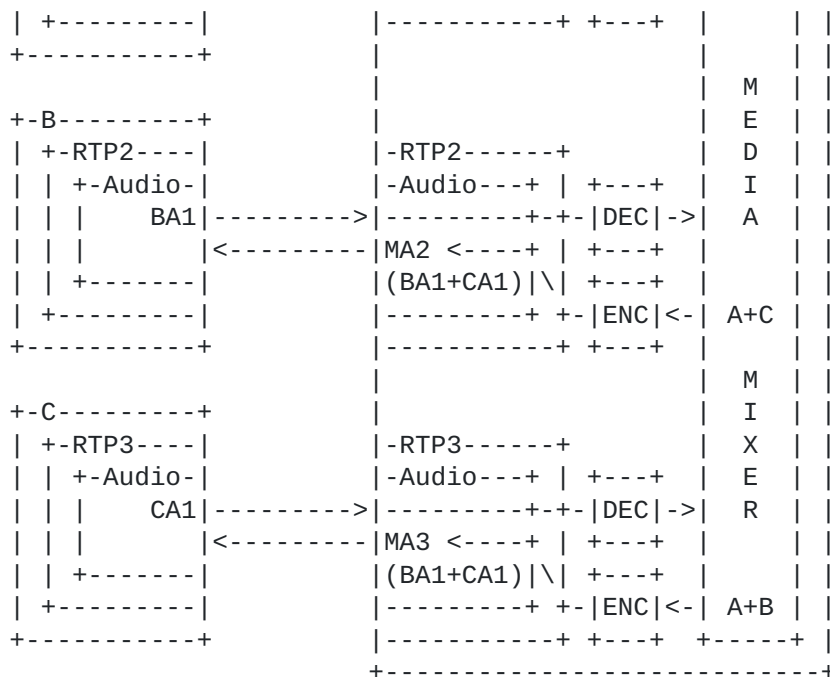 | +---------|          |-----------+ +---+  |     | |
+-----------+          |                    |     | |
                       |                    |  M  | |
+-B---------+          |                    |  E  | |
| +-RTP2----|          |-RTP2------+        |  D  | |
| | +-Audio-|          |-Audio---+ | +---+  |  I  | |
| | |    BA1|--------->|---------+-+-|DEC|->|  A  | |
| | |       |<---------|MA2 <----+ | +---+  |     | |
| | +-------|          |(BA1+CA1)|\| +---+  |     | |
| +---------|          |---------+ +-|ENC|<-| A+C | |
+-----------+          |-----------+ +---+  |     | |
                       |                    |  M  | |
+-C---------+          |                    |  I  | |
| +-RTP3----|          |-RTP3------+        |  X  | |
| | +-Audio-|          |-Audio---+ | +---+  |  E  | |
| | |    CA1|--------->|---------+-+-|DEC|->|  R  | |
| | |       |<---------|MA3 <----+ | +---+  |     | |
| | +-------|          |(BA1+CA1)|\| +---+  |     | |
| +---------|          |---------+ +-|ENC|<-| A+B | |
+-----------+          |-----------+ +---+  +-----+ |
                       +----------------------------+